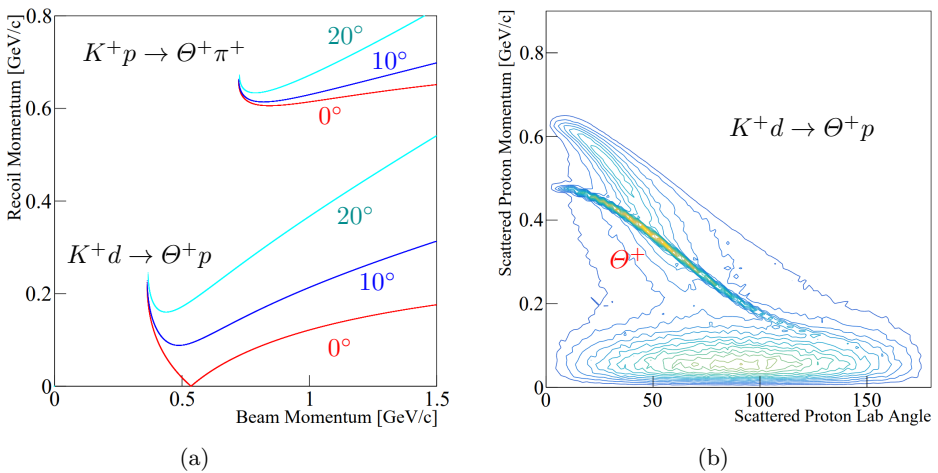 0.8
0.6
0.4
0.2
0
Recoil Momentum [GeV/c]
K⁺p → Θ⁺π⁺
20°
10°
0°
K⁺d → Θ⁺p
20°
10°
0°
0.5
1
1.5
Beam Momentum [GeV/c]
(a)
0.8
0.6
0.4
0.2
0
Scattered Proton Momentum [GeV/c]
K⁺d → Θ⁺p
Θ⁺
0
50
100
150
Scattered Proton Lab Angle
(b)